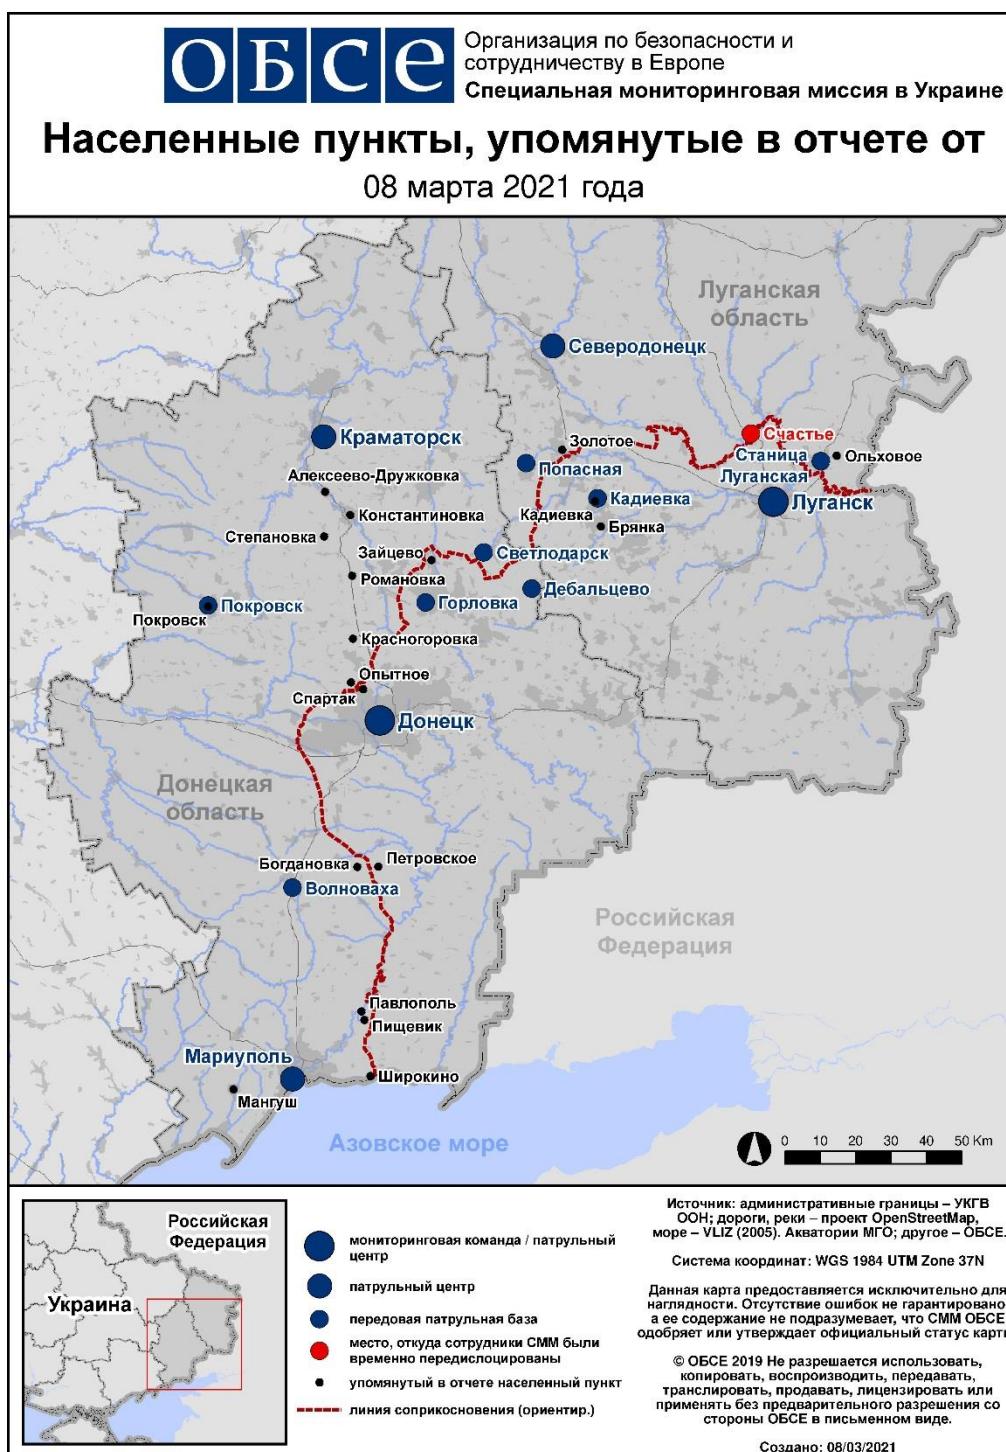 ОБСЕ
Организация по безопасности и
сотрудничеству в Европе
Специальная мониторинговая миссия в Украине
Населенные пункты, упомянутые в отчете от
08 марта 2021 года
Луганская
область
Северодонецк
Краматорск
Золотое
Счастье
Станица
Луганская
Ольховое
Попасная
Алексеево-Дружковка
Кадиевка
Луганск
Константиновка
Кадиевка
Брянка
Степановка
Зайцево
Светлодарск
Романовка
Дебальцево
Покровск
Горловка
Покровск
Красногоровка
Опытное
Спартак
Донецк
Донецкая
область
Богдановка
Петровское
Волноваха
Российская
Федерация
Павлополь
Пищевик
Мариуполь
Широкино
Мангуш
Азовское море
0 10 20 30 40 50 Km
Российская
Федерация
Украина
мониторинговая команда / патрульный
центр
патрульный центр
передовая патрульная база
место, откуда сотрудники СММ были
временно передислоцированы
упомянутый в отчете населенный пункт
линия соприкосновения (ориентир.)
Источник: административные границы – УКГВ
ООН; дороги, реки – проект OpenStreetMap,
море – VLIZ (2005). Акватории МГО; другое – ОБСЕ.
Система координат: WGS 1984 UTM Zone 37N
Данная карта предоставляется исключительно для
наглядности. Отсутствие ошибок не гарантировано,
а ее содержание не подразумевает, что СММ ОБСЕ
одобряет или утверждает официальный статус
© ОБСЕ 2019 Не разрешается использовать,
копировать, воспроизводить, передавать,
транслировать, продавать, лицензировать или
применять без предварительного разрешения со
стороны ОБСЕ в письменном виде.
Создано: 08/03/2021